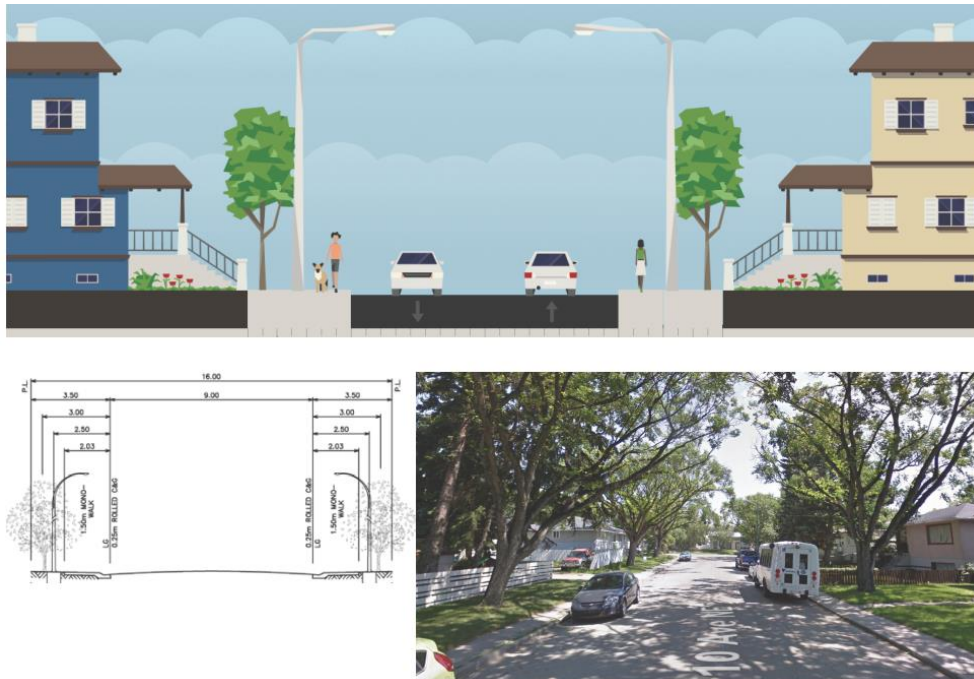 P.L.
16.00
P.L.
3.50
9.00
3.50
3.00
3.00
2.50
2.50
2.03
2.03
1.50m MONO-
WALK
LG
0.25m ROLLED C&G
0.25m ROLLED C&G
LG
1.50m MONO-
WALK
10 Ave N